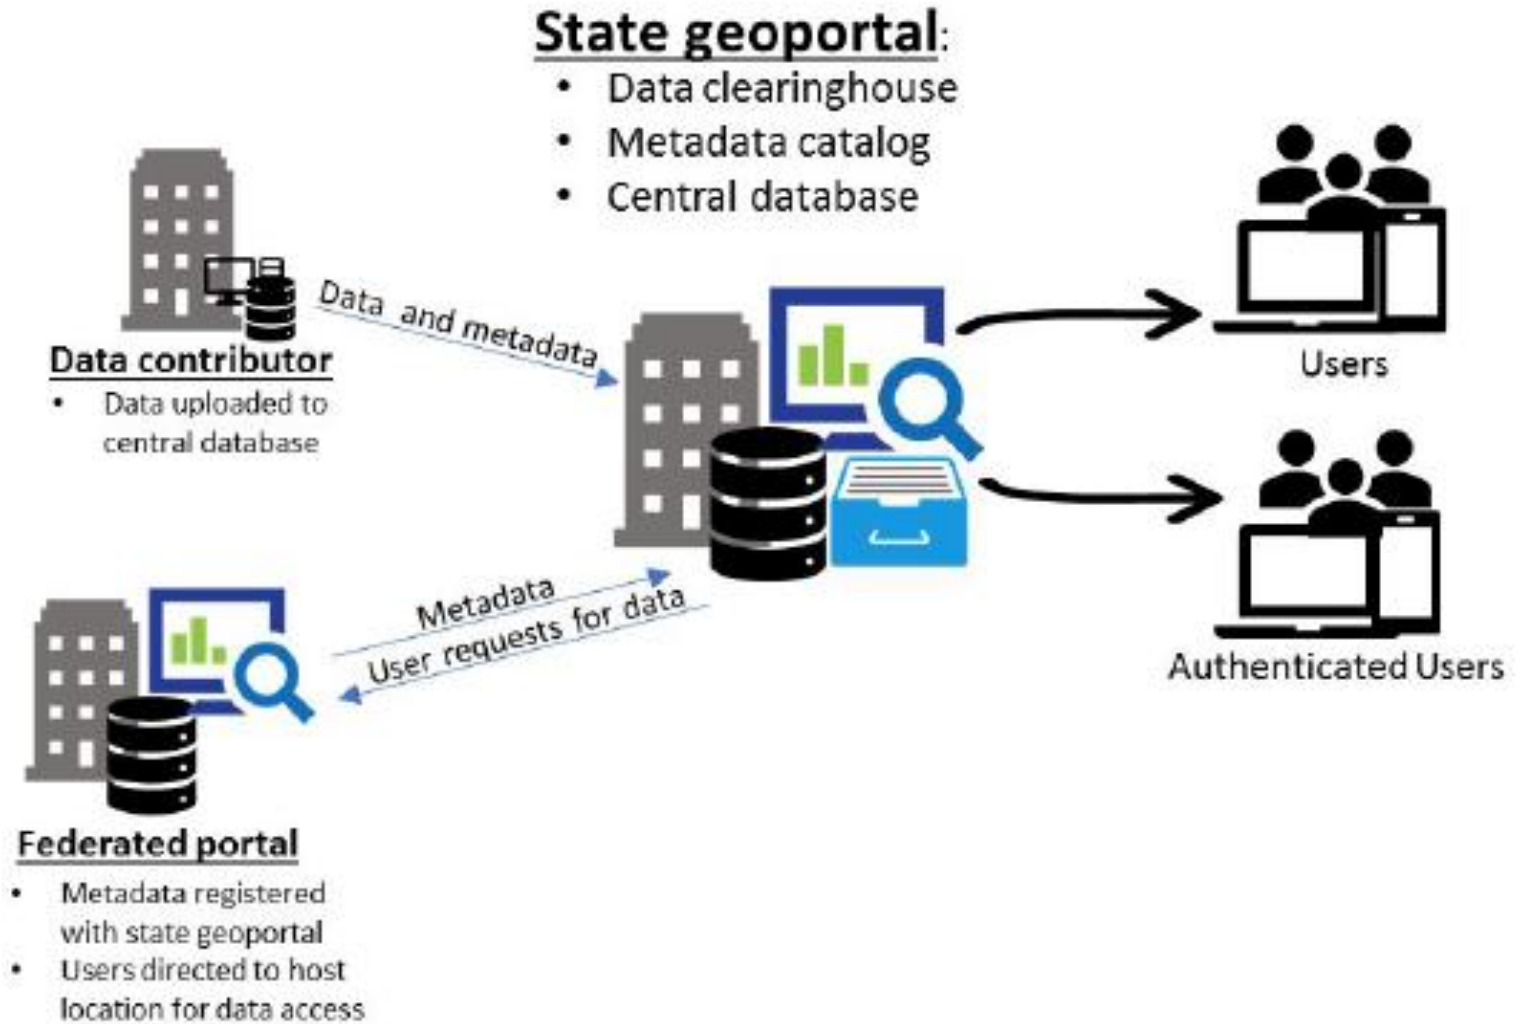 State geoportal:
• Data clearinghouse
• Metadata catalog
• Central database
Data and metadata
Data contributor
• Data uploaded to
central database
Users
Metadata
User requests for data
Authenticated Users
Federated portal
• Metadata registered
with state geoportal
• Users directed to host
location for data access